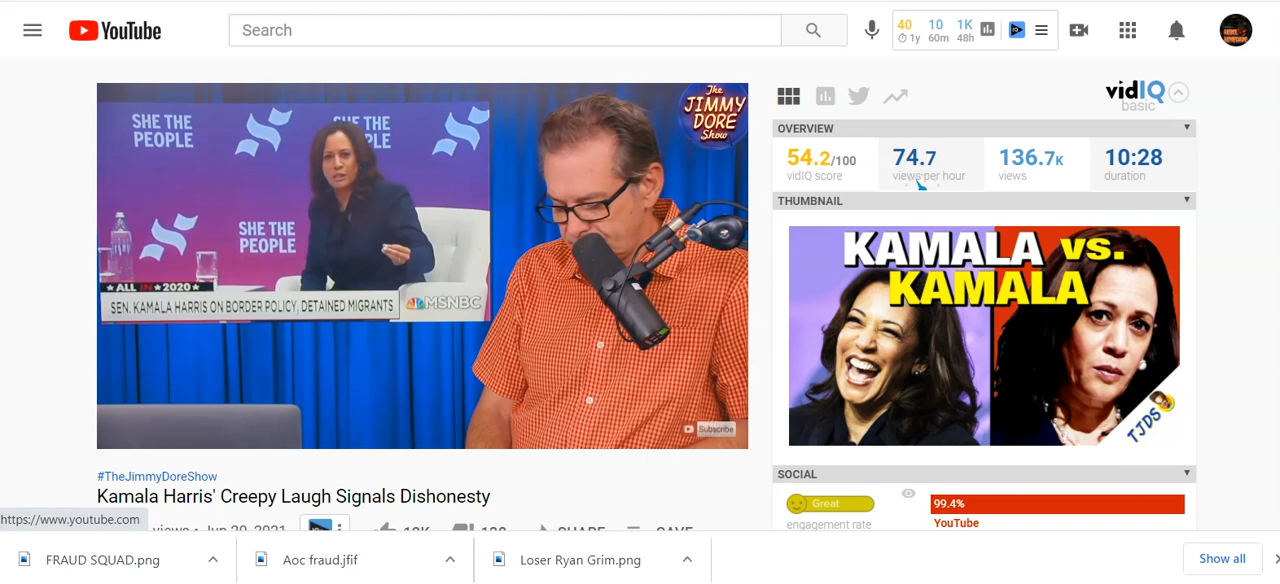 YouTube
Search
40 10 1K
1y 60m 48h
SHE THE
PEOPLE
SHE THE
PEOPLE
SHE THE
PEOPLE
★ALL IN★2020★
SEN. KAMALA HARRIS ON BORDER POLICY, DETAINED MIGRANTS
MSNBC
The
JIMMY
DORE
Show
Subscribe
vidIQ
basic
OVERVIEW
54.2/100
vidIQ score
74.7
views per hour
136.7K
views
10:28
duration
THUMBNAIL
KAMALA vs.
KAMALA
TJDS
#TheJimmyDoreShow
Kamala Harris' Creepy Laugh Signals Dishonesty
SOCIAL
Great
engagement rate
99.4%
YouTube
https://www.youtube.com
views
SHARE
SAVE
FRAUD SQUAD.png
Aoc fraud.jfif
Loser Ryan Grim.png
Show all